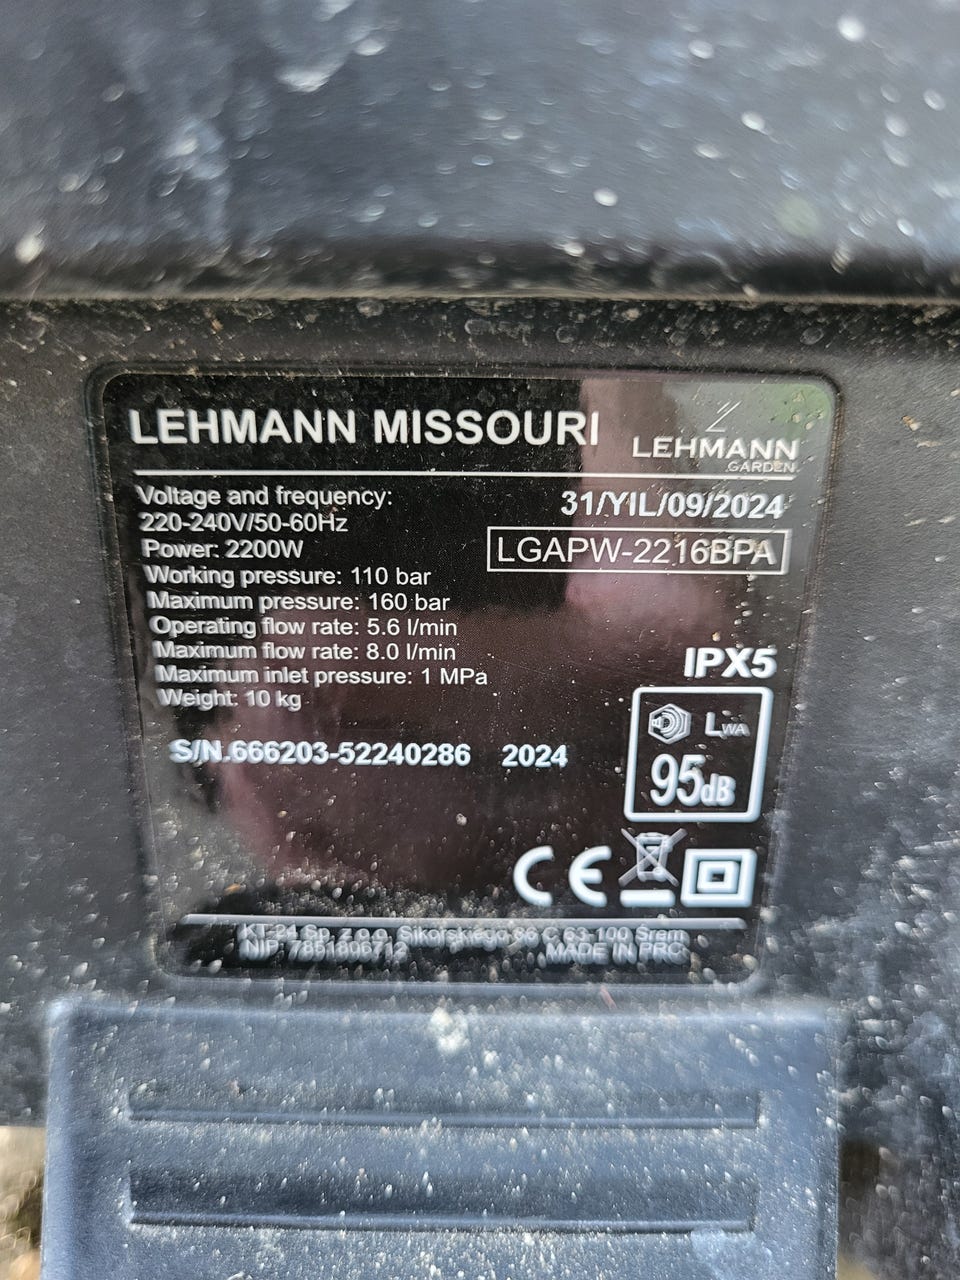 LEHMANN MISSOURI
LEHMANN
GARDEN
Voltage and frequency:
220-240V/50-60Hz
Power: 2200W
Working pressure: 110 bar
Maximum pressure: 160 bar
Operating flow rate: 5.6 l/min
Maximum flow rate: 8.0 l/min
Maximum inlet pressure: 1 MPa
Weight: 10 kg
31/YIL/09/2024
LGAPW-2216BPA
IPX5
LWA
95dB
S/N.666203-52240286 2024
CE
KT-24 Sp. z o.o. Sikorskiego 66 C 63-100 Śrem
NIP: 7851806712 MADE IN PRC